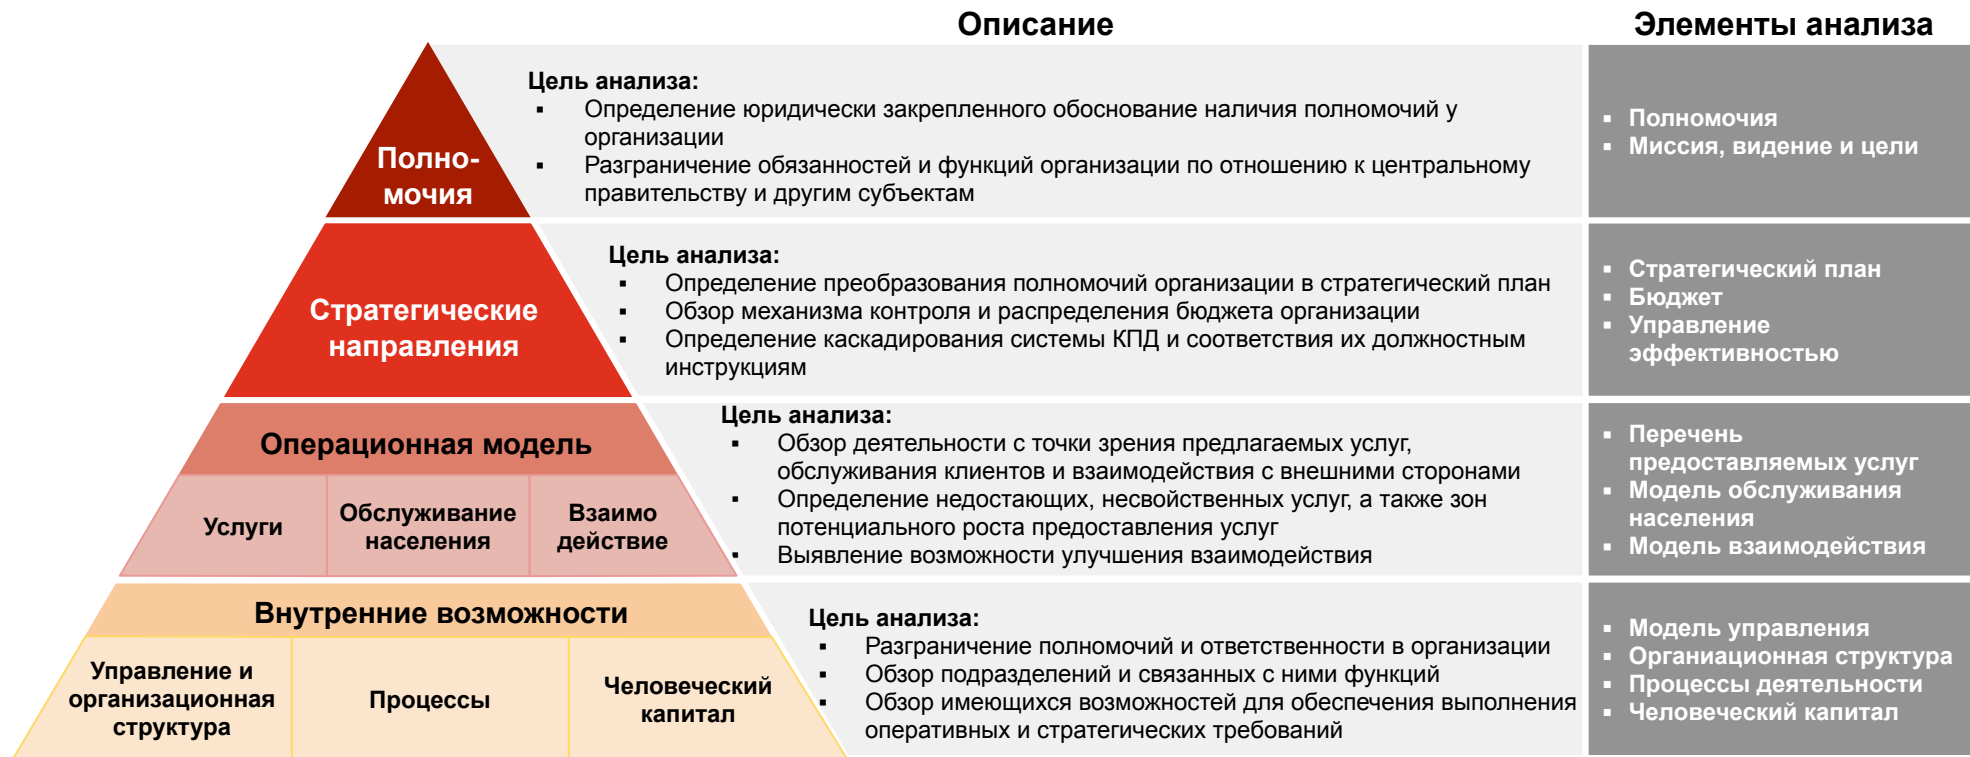 Описание
Элементы анализа
Полно-
мочия
Цель анализа:
▪ Определение юридически закрепленного обоснование наличия полномочий у
организации
▪ Разграничение обязанностей и функций организации по отношению к центральному
правительству и другим субъектам
▪ Полномочия
▪ Миссия, видение и цели
Стратегические
направления
Цель анализа:
▪ Определение преобразования полномочий организации в стратегический план
▪ Обзор механизма контроля и распределения бюджета организации
▪ Определение каскадирования системы КПД и соответствия их должностным
инструкциям
▪ Стратегический план
▪ Бюджет
▪ Управление
эффективностью
Операционная модель
Услуги
Обслуживание
населения
Взаимо
действие
Цель анализа:
▪ Обзор деятельности с точки зрения предлагаемых услуг,
обслуживания клиентов и взаимодействия с внешними сторонами
▪ Определение недостающих, несвойственных услуг, а также зон
потенциального роста предоставления услуг
▪ Выявление возможности улучшения взаимодействия
▪ Перечень
предоставляемых услуг
▪ Модель обслуживания
населения
▪ Модель взаимодействия
Внутренние возможности
Управление и
организационная
структура
Процессы
Человеческий
капитал
Цель анализа:
▪ Разграничение полномочий и ответственности в организации
▪ Обзор подразделений и связанных с ними функций
▪ Обзор имеющихся возможностей для обеспечения выполнения
оперативных и стратегических требований
▪ Модель управления
▪ Органиационная структура
▪ Процессы деятельности
▪ Человеческий капитал